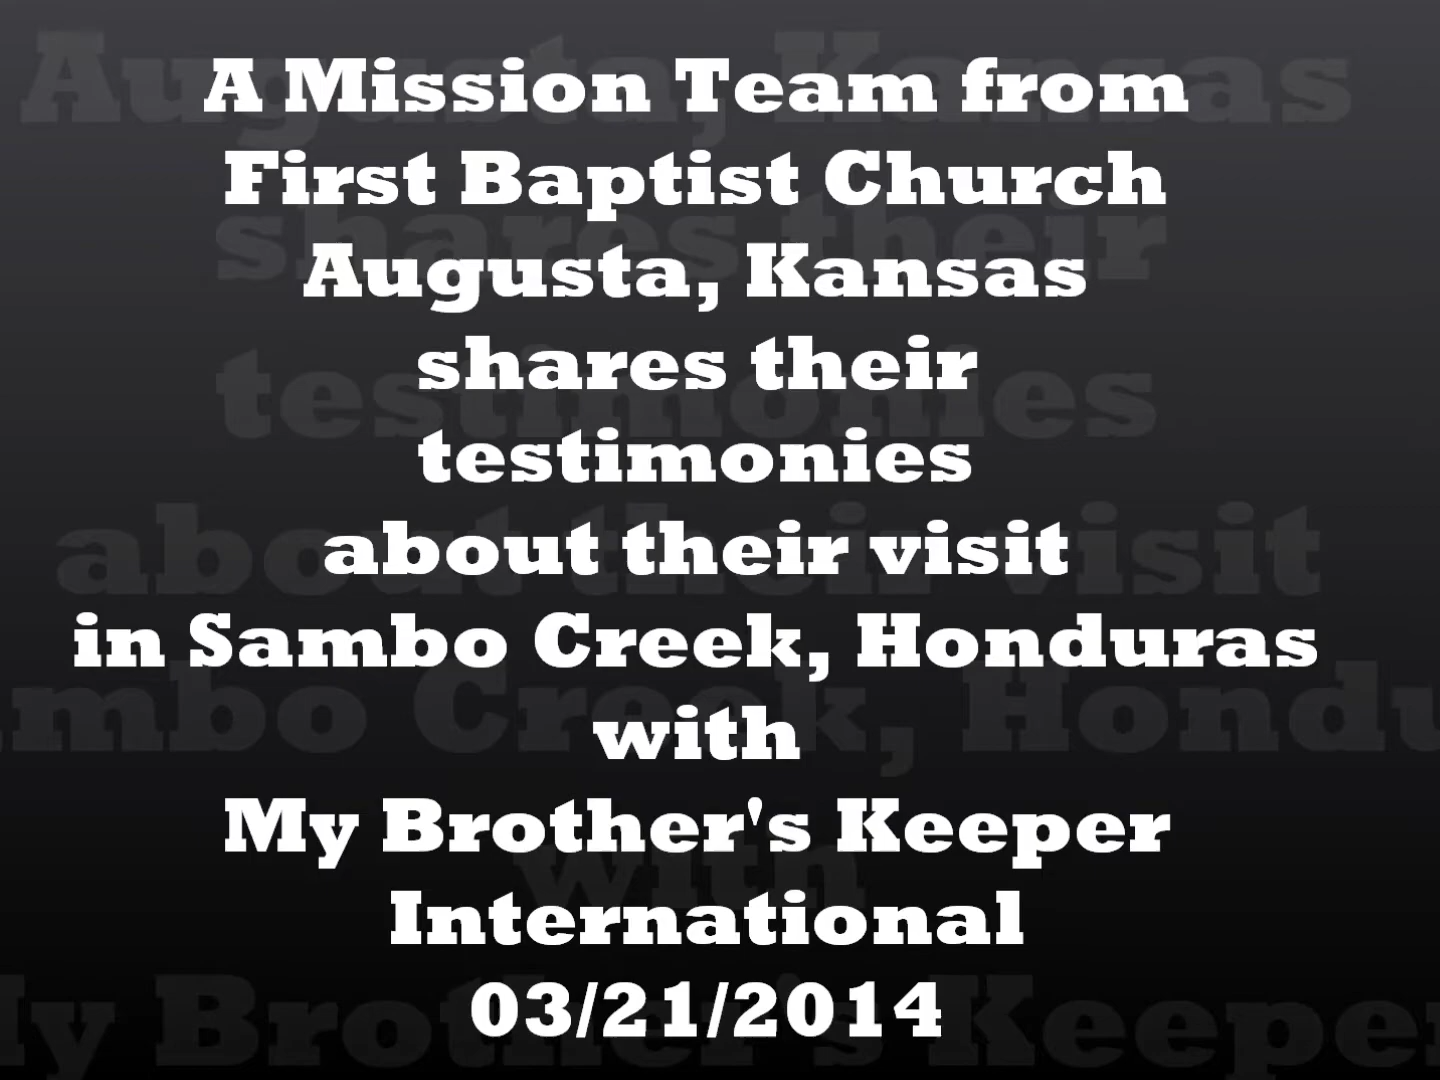 A Mission Team from
First Baptist Church
Augusta, Kansas
shares their
testimonies
about their visit
in Sambo Creek, Honduras
with
My Brother's Keeper
International
03/21/2014